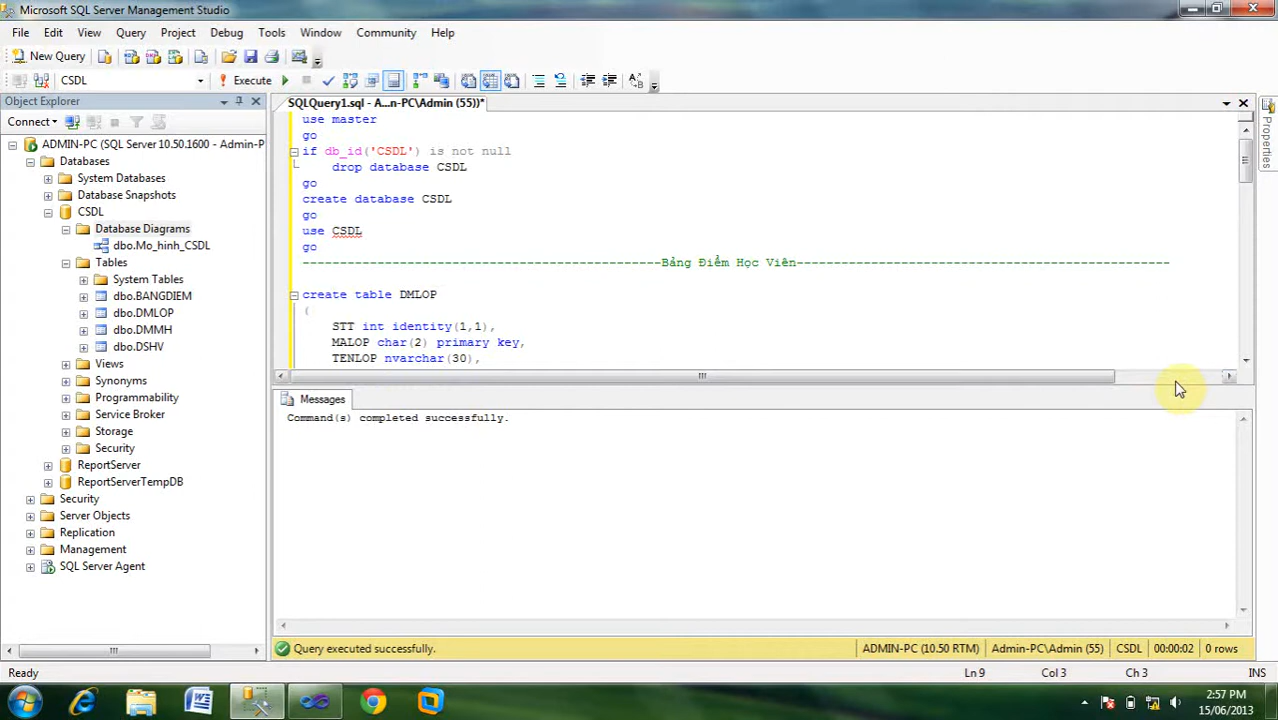 Microsoft SQL Server Management Studio
File Edit View Query Project Debug Tools Window Community Help
New Query
CSDL Execute
Object Explorer
Connect
ADMIN-PC (SQL Server 10.50.1600 - Admin-P
Databases
System Databases
Database Snapshots
CSDL
Database Diagrams
dbo.Mo_hinh_CSDL
Tables
System Tables
dbo.BANGDIEM
dbo.DMLOP
dbo.DMMH
dbo.DSHV
Views
Synonyms
Programmability
Service Broker
Storage
Security
ReportServer
ReportServerTempDB
Security
Server Objects
Replication
Management
SQL Server Agent
SQLQuery1.sql - A...n-PC\Admin (55))*
use master
go
if db_id('CSDL') is not null
drop database CSDL
go
create database CSDL
go
use CSDL
go
-------------------------------------------------Bảng Điểm Học Viên---------------------------------------------------
create table DMLOP
(
STT int identity(1,1),
MALOP char(2) primary key,
TENLOP nvarchar(30),
Properties
Messages
Command(s) completed successfully.
Query executed successfully. ADMIN-PC (10.50 RTM) Admin-PC\Admin (55) CSDL 00:00:02 0 rows
Ready Ln 9 Col 3 Ch 3 INS
2:57 PM
15/06/2013